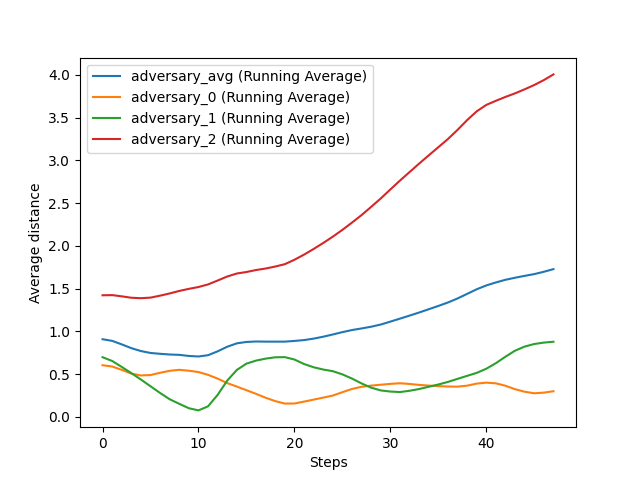 adversary_avg (Running Average)
adversary_0 (Running Average)
adversary_1 (Running Average)
adversary_2 (Running Average)
4.0
3.5
3.0
2.5
2.0
1.5
1.0
0.5
0.0
Average distance
0 10 20 30 40
Steps